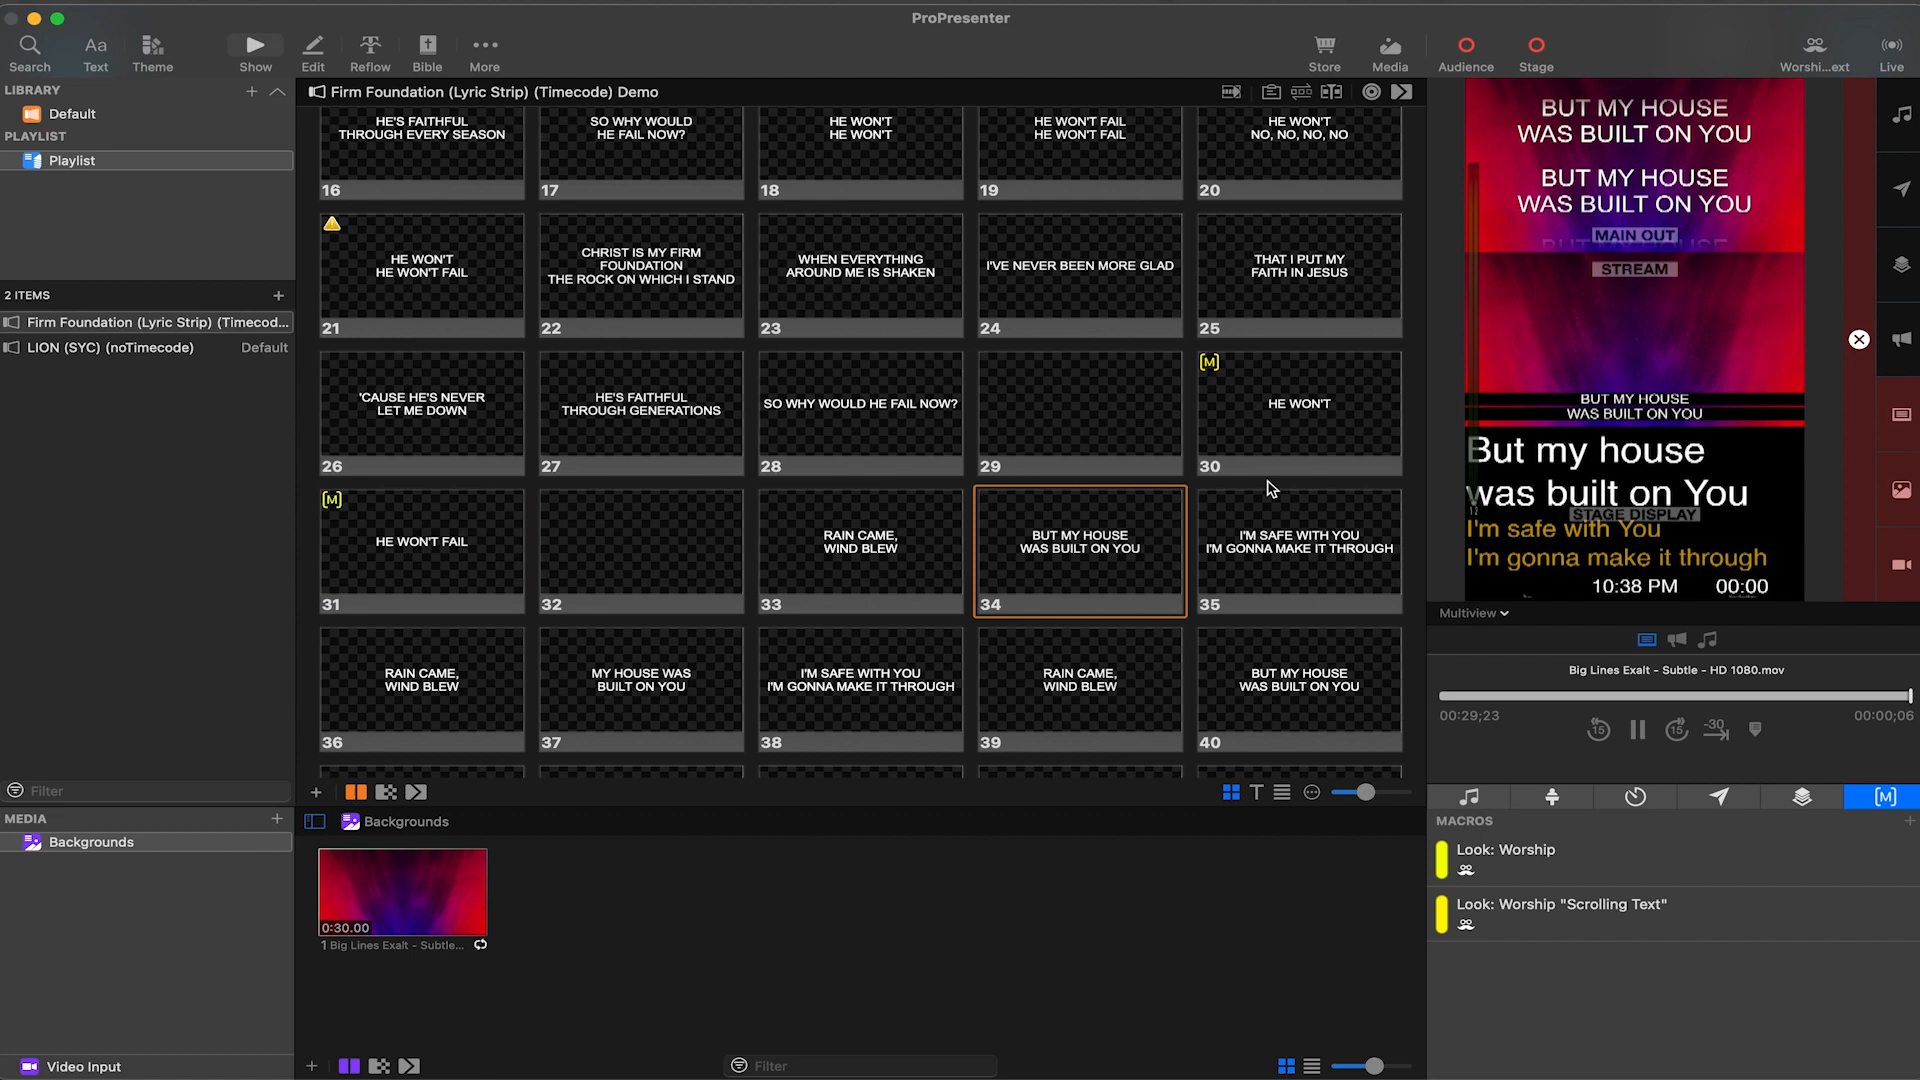 ProPresenter
Search
Text
Theme
Show
Edit
Reflow
Bible
More
Store
Media
Audience
Stage
Worshi...ext
Live
LIBRARY
Default
PLAYLIST
Playlist
2 ITEMS
Firm Foundation (Lyric Strip) (Timecod...
LION (SYC) (noTimecode) Default
Filter
MEDIA
Backgrounds
Video Input
Firm Foundation (Lyric Strip) (Timecode) Demo
HE'S FAITHFUL
THROUGH EVERY SEASON
16
SO WHY WOULD
HE FAIL NOW?
17
HE WON'T
HE WON'T
18
HE WON'T FAIL
HE WON'T FAIL
19
HE WON'T
NO, NO, NO, NO
20
HE WON'T
HE WON'T FAIL
21
CHRIST IS MY FIRM
FOUNDATION
THE ROCK ON WHICH I STAND
22
WHEN EVERYTHING
AROUND ME IS SHAKEN
23
I'VE NEVER BEEN MORE GLAD
24
THAT I PUT MY
FAITH IN JESUS
25
'CAUSE HE'S NEVER
LET ME DOWN
26
HE'S FAITHFUL
THROUGH GENERATIONS
27
SO WHY WOULD HE FAIL NOW?
28
29
[M]
HE WON'T
30
[M]
HE WON'T FAIL
31
32
RAIN CAME,
WIND BLEW
33
BUT MY HOUSE
WAS BUILT ON YOU
34
I'M SAFE WITH YOU
I'M GONNA MAKE IT THROUGH
35
RAIN CAME,
WIND BLEW
36
MY HOUSE WAS
BUILT ON YOU
37
I'M SAFE WITH YOU
I'M GONNA MAKE IT THROUGH
38
RAIN CAME,
WIND BLEW
39
BUT MY HOUSE
WAS BUILT ON YOU
40
Backgrounds
0:30.00
1 Big Lines Exalt - Subtle...
Filter
BUT MY HOUSE
WAS BUILT ON YOU
BUT MY HOUSE
WAS BUILT ON YOU
MAIN OUT
STREAM
BUT MY HOUSE
WAS BUILT ON YOU
But my house
was built on You
STAGE DISPLAY
I'm safe with You
I'm gonna make it through
10:38 PM 00:00
Multiview
Big Lines Exalt - Subtle - HD 1080.mov
00:29;23
00:00;06
15
15
-30
[M]
MACROS
Look: Worship
Look: Worship "Scrolling Text"